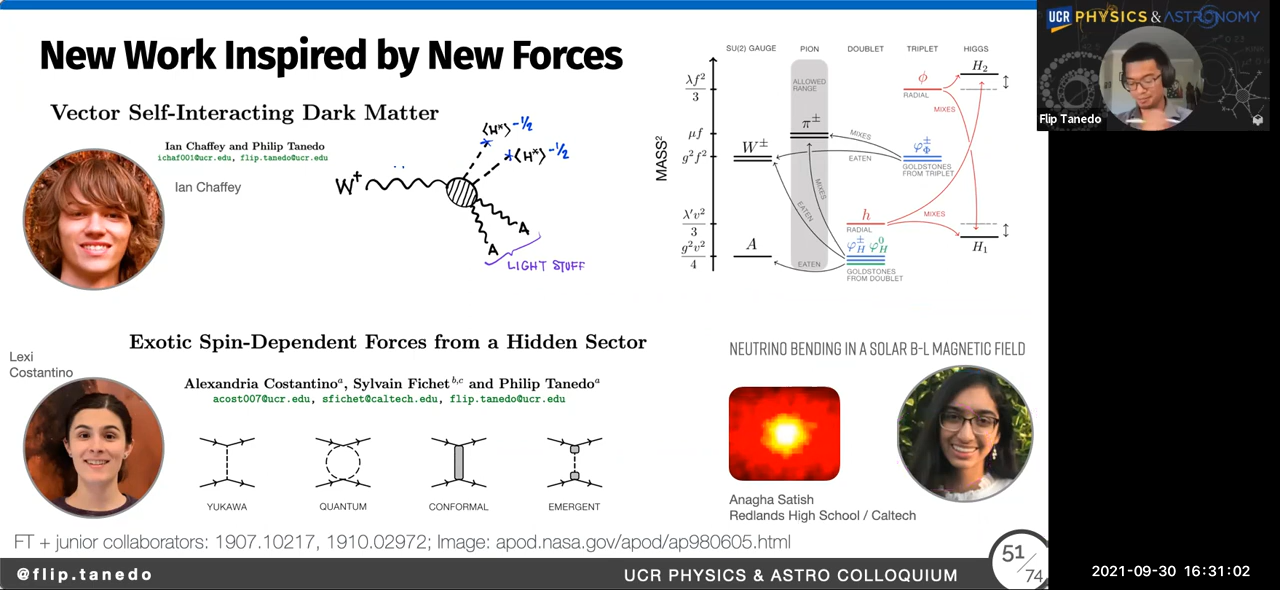 New Work Inspired by New Forces
Vector Self-Interacting Dark Matter
Ian Chaffey and Philip Tanedo
ichaf001@ucr.edu, flip.tanedo@ucr.edu
Ian Chaffey
W⁺
⟨H*⟩-1/2
⟨H*⟩-1/2
A
A
LIGHT STUFF
SU(2) GAUGE PION DOUBLET TRIPLET HIGGS
MASS²
λf²/3
μf
g²f²
λ'v²/3
g²v²/4
ALLOWED
RANGE
W±
π±
A
ϕ
RADIAL
H₂
MIXES
MIXES
EATEN
φ±Φ
GOLDSTONES
FROM TRIPLET
MIXES
EATEN
h
RADIAL
MIXES
H₁
φ±H φ0H
EATEN
GOLDSTONES
FROM DOUBLET
Exotic Spin-Dependent Forces from a Hidden Sector
Lexi
Costantino
Alexandria Costantinoᵃ, Sylvain Fichet b,c and Philip Tanedoᵃ
acost007@ucr.edu, sfichet@caltech.edu, flip.tanedo@ucr.edu
YUKAWA QUANTUM CONFORMAL EMERGENT
NEUTRINO BENDING IN A SOLAR B-L MAGNETIC FIELD
Anagha Satish
Redlands High School / Caltech
FT + junior collaborators: 1907.10217, 1910.02972; Image: apod.nasa.gov/apod/ap980605.html
@flip.tanedo
UCR PHYSICS & ASTRO COLLOQUIUM
51/74
UCR PHYSICS & ASTRONOMY
Flip Tanedo
2021-09-30 16:31:02